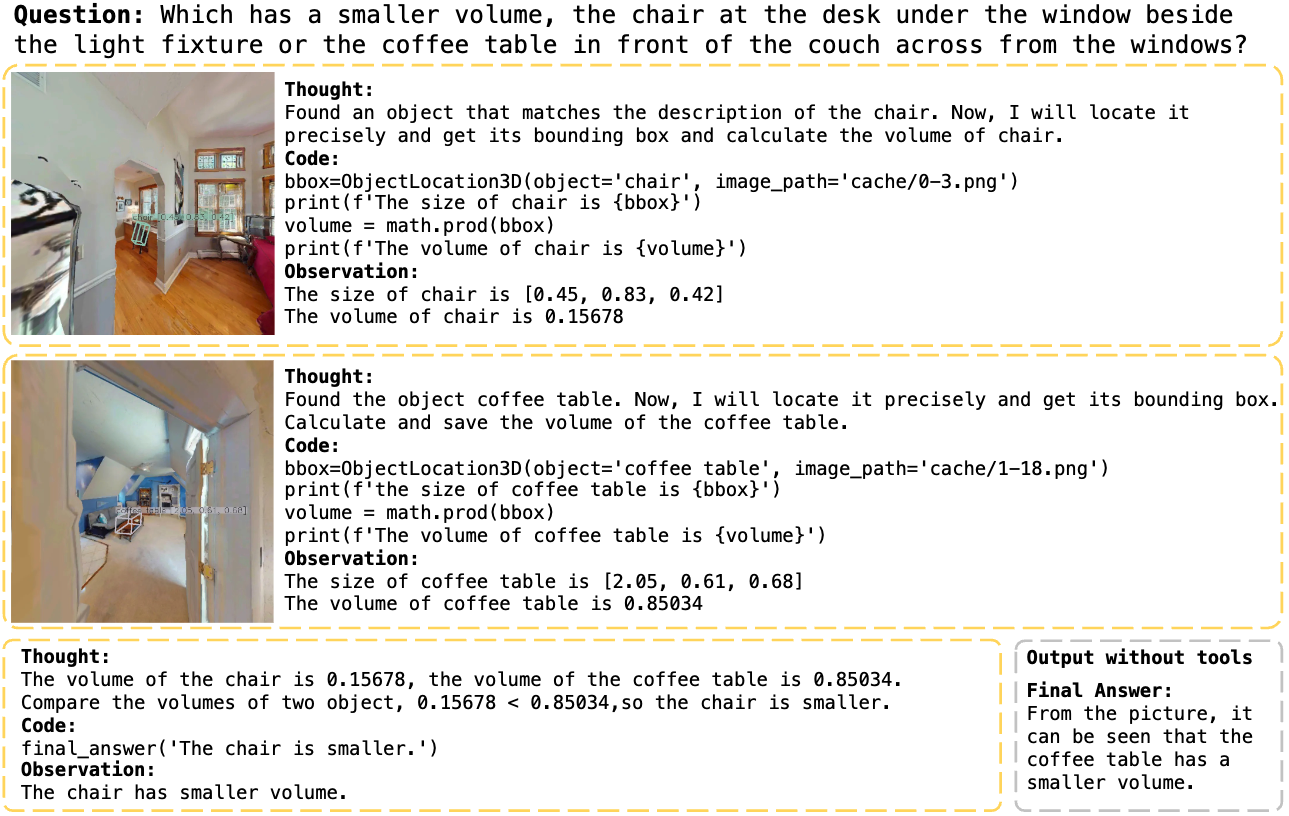 Question: Which has a smaller volume, the chair at the desk under the window beside
the light fixture or the coffee table in front of the couch across from the windows?
chair [0.45, 0.83, 0.42]
Thought:
Found an object that matches the description of the chair. Now, I will locate it
precisely and get its bounding box and calculate the volume of chair.
Code:
bbox=ObjectLocation3D(object='chair', image_path='cache/0-3.png')
print(f'The size of chair is {bbox}')
volume = math.prod(bbox)
print(f'The volume of chair is {volume}')
Observation:
The size of chair is [0.45, 0.83, 0.42]
The volume of chair is 0.15678
coffee table [2.05, 0.61, 0.68]
Thought:
Found the object coffee table. Now, I will locate it precisely and get its bounding box.
Calculate and save the volume of the coffee table.
Code:
bbox=ObjectLocation3D(object='coffee table', image_path='cache/1-18.png')
print(f'the size of coffee table is {bbox}')
volume = math.prod(bbox)
print(f'The volume of coffee table is {volume}')
Observation:
The size of coffee table is [2.05, 0.61, 0.68]
The volume of coffee table is 0.85034
Thought:
The volume of the chair is 0.15678, the volume of the coffee table is 0.85034.
Compare the volumes of two object, 0.15678 < 0.85034,so the chair is smaller.
Code:
final_answer('The chair is smaller.')
Observation:
The chair has smaller volume.
Output without tools
Final Answer:
From the picture, it
can be seen that the
coffee table has a
smaller volume.